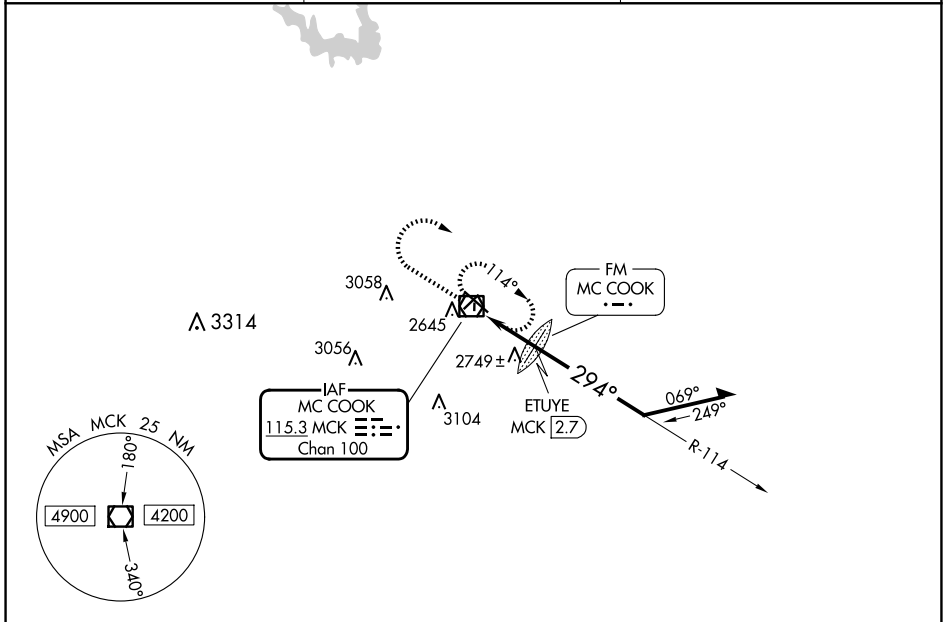 114°
FM
MC COOK
3058
2645
3314
3056
2749±
294°
IAF
MC COOK
115.3 MCK
Chan 100
3104
ETUYE
MCK 2.7
069°
249°
R-114
MSA MCK 25 NM
180°
4900
4200
340°